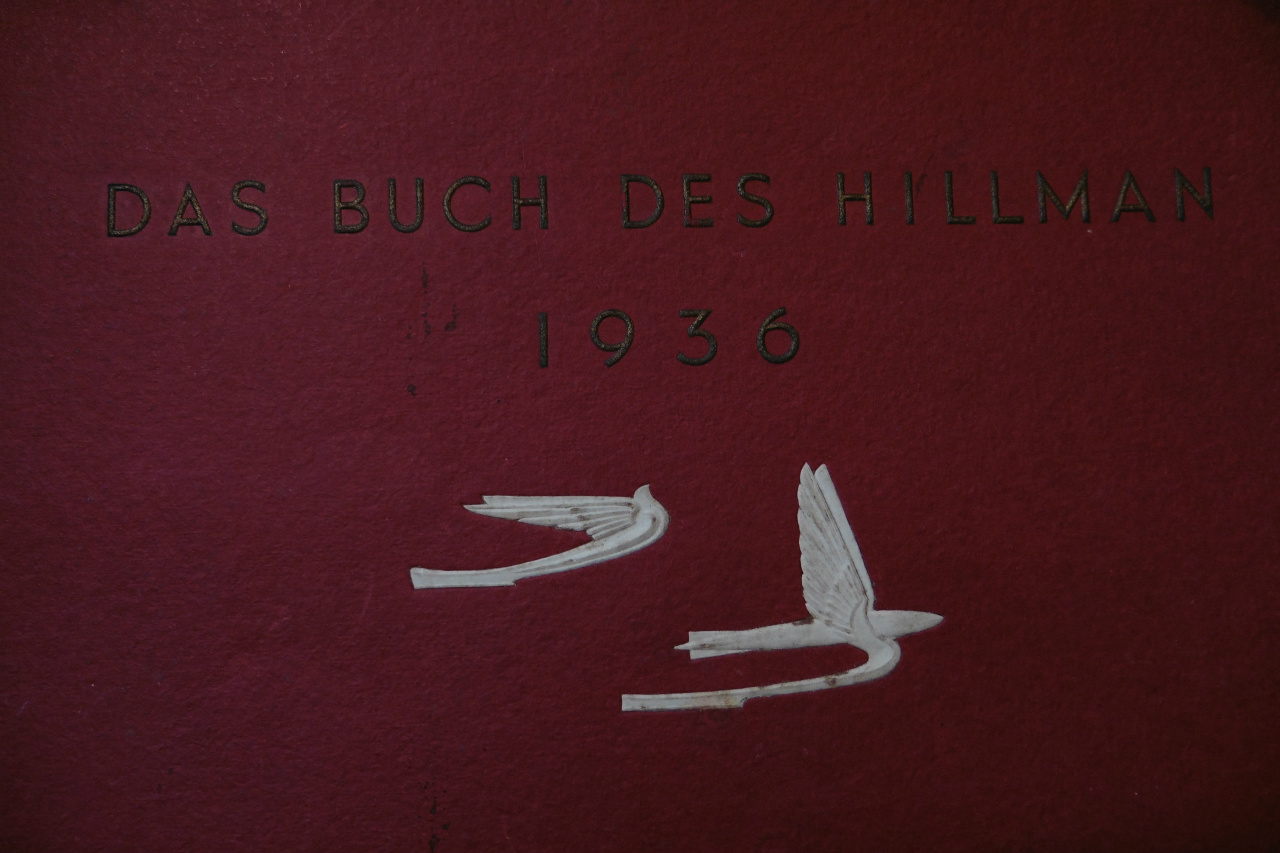 DAS BUCH DES HILLMAN
1936